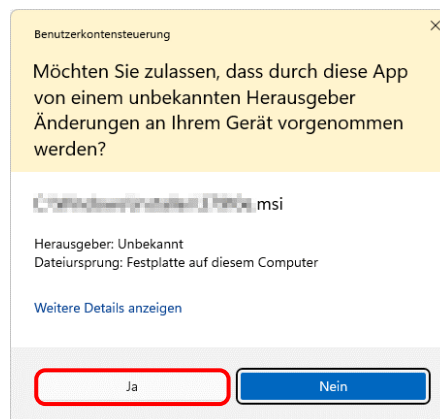 Benutzerkontensteuerung
Möchten Sie zulassen, dass durch diese App
von einem unbekannten Herausgeber
Änderungen an Ihrem Gerät vorgenommen
werden?
.msi
Herausgeber: Unbekannt
Dateiursprung: Festplatte auf diesem Computer
Weitere Details anzeigen
Ja
Nein